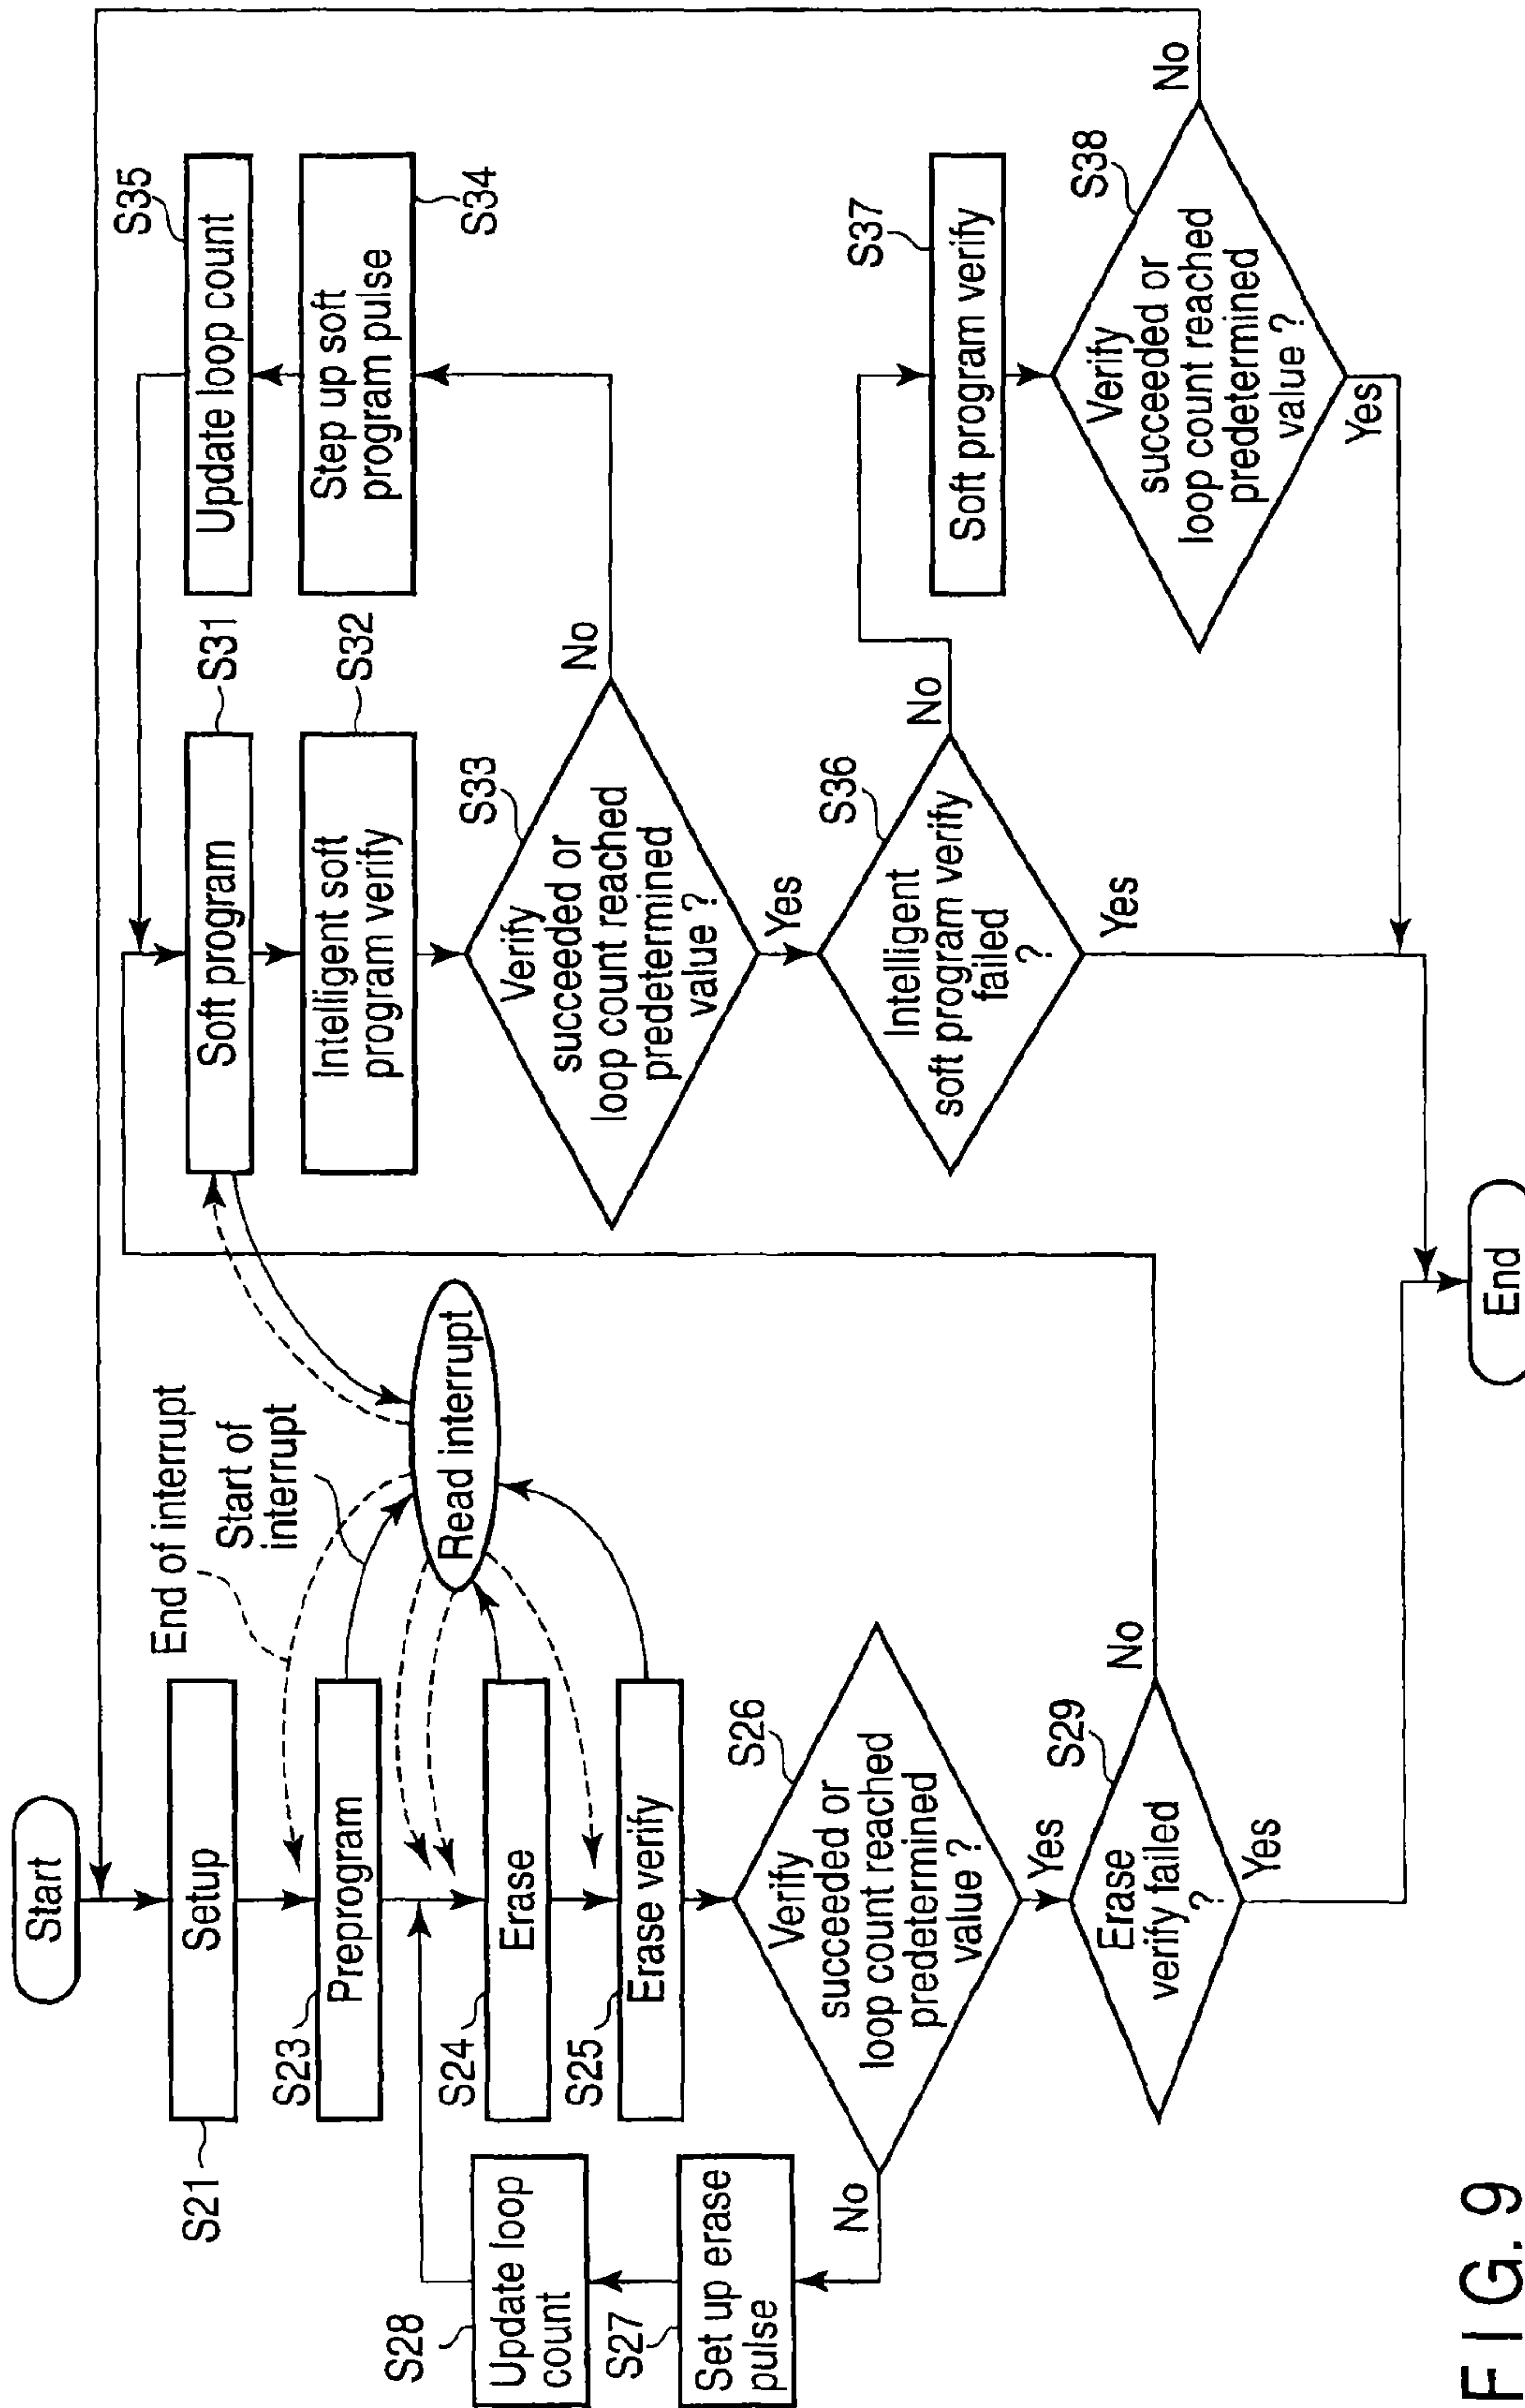 Start
Setup
S21
Preprogram
S23
Erase
S24
Erase verify
S25
End of interrupt
Start of
interrupt
Read interrupt
Verify
succeeded or
loop count reached
predetermined
value ?
S26
No
Yes
Set up erase
pulse
S27
Update loop
count
S28
Erase
verify failed
?
S29
No
Yes
Soft program
S31
Intelligent soft
program verify
S32
Verify
succeeded or
loop count reached
predetermined
value ?
S33
No
Yes
Step up soft
program pulse
S34
Update loop count
S35
Intelligent
soft program verify
failed
?
S36
No
Yes
Soft program verify
S37
Verify
succeeded or
loop count reached
predetermined
value ?
S38
No
Yes
End
FIG. 9